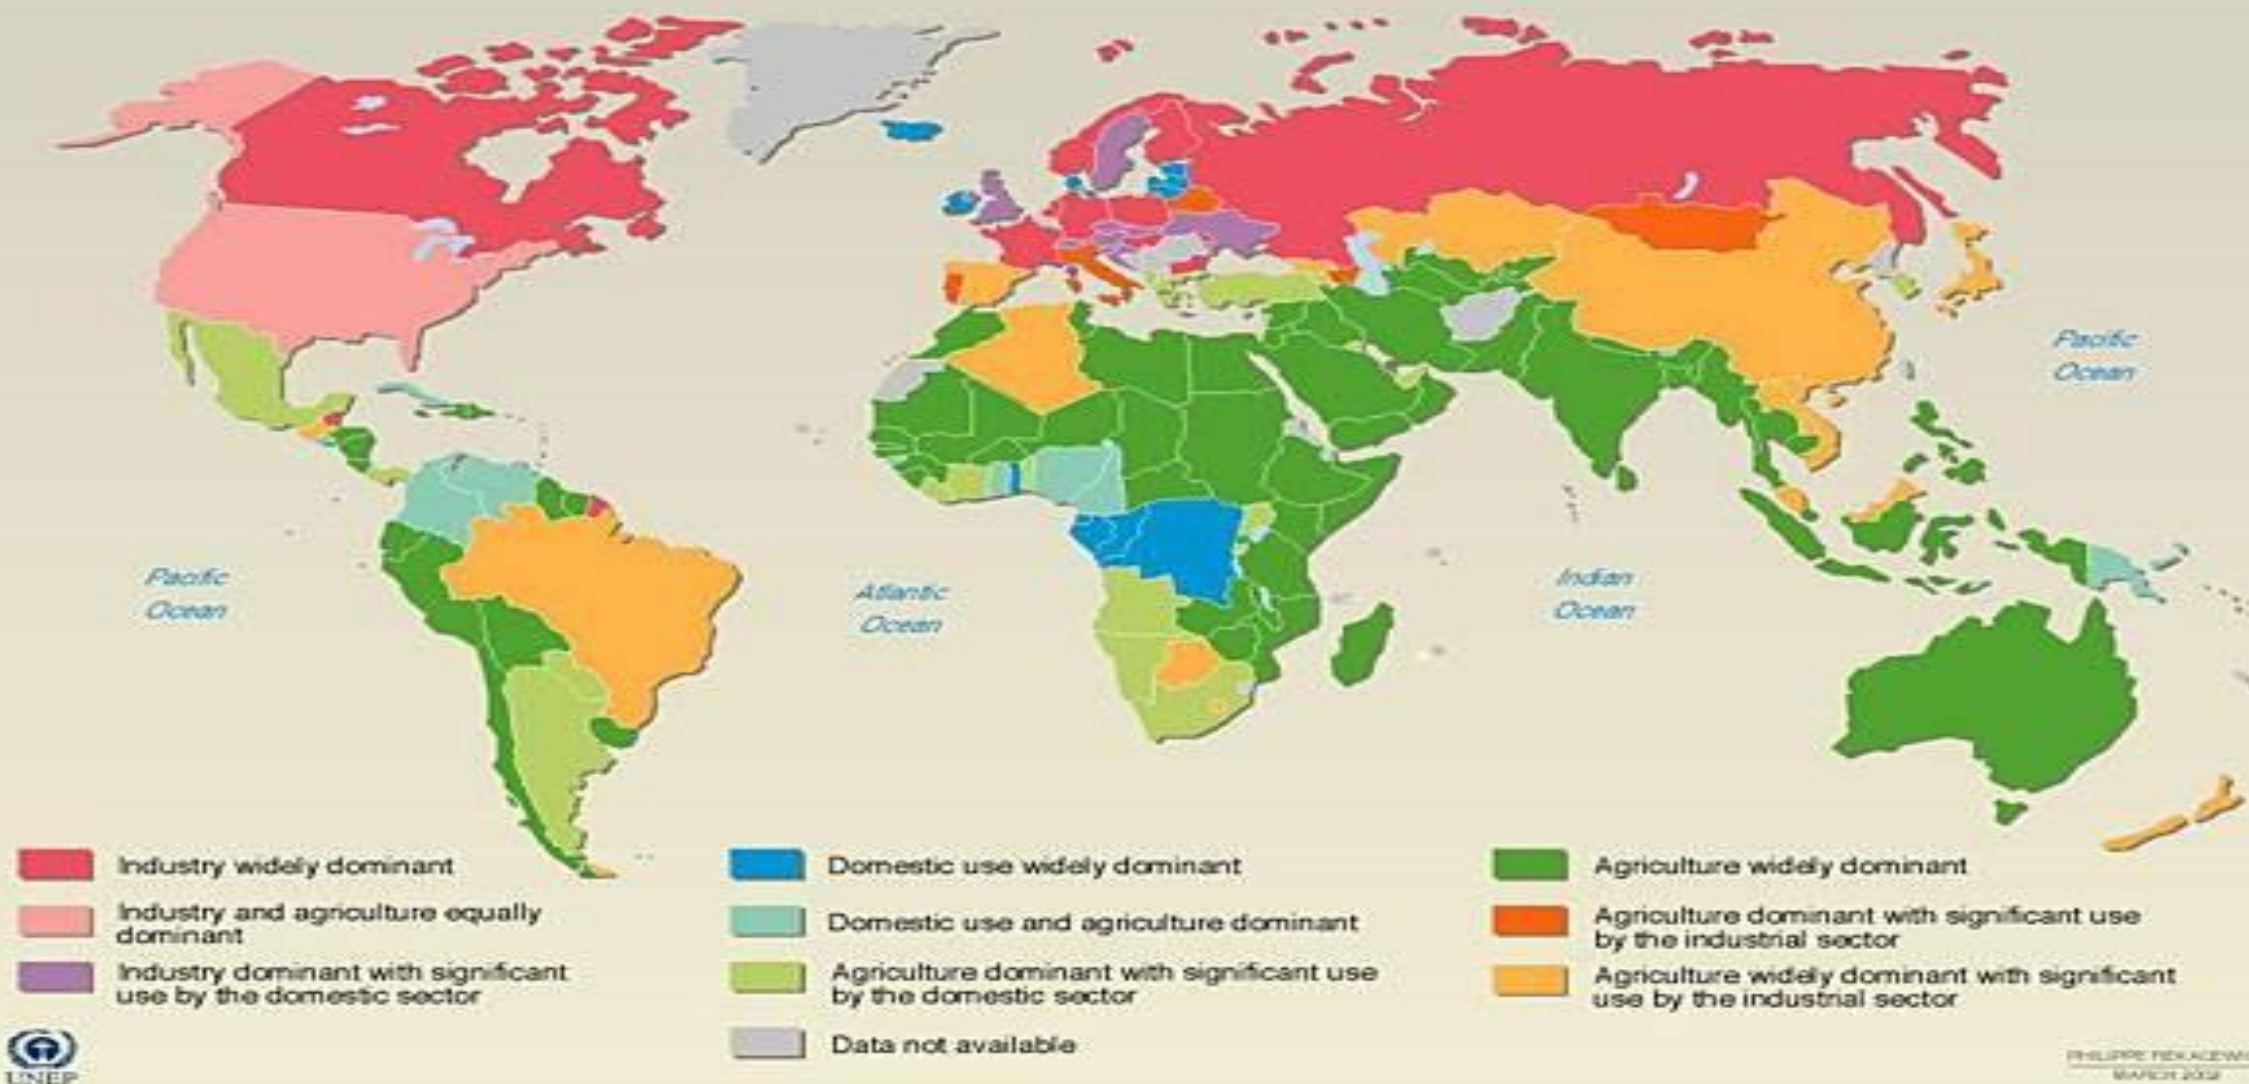 Pacific
Ocean
Pacific
Ocean
Atlantic
Ocean
Indian
Ocean
Industry widely dominant
Industry and agriculture equally
dominant
Industry dominant with significant
use by the domestic sector
Domestic use widely dominant
Domestic use and agriculture dominant
Agriculture dominant with significant use
by the domestic sector
Data not available
Agriculture widely dominant
Agriculture dominant with significant use
by the industrial sector
Agriculture widely dominant with significant
use by the industrial sector
UNEP
PHILIPPE
MARCH 2002